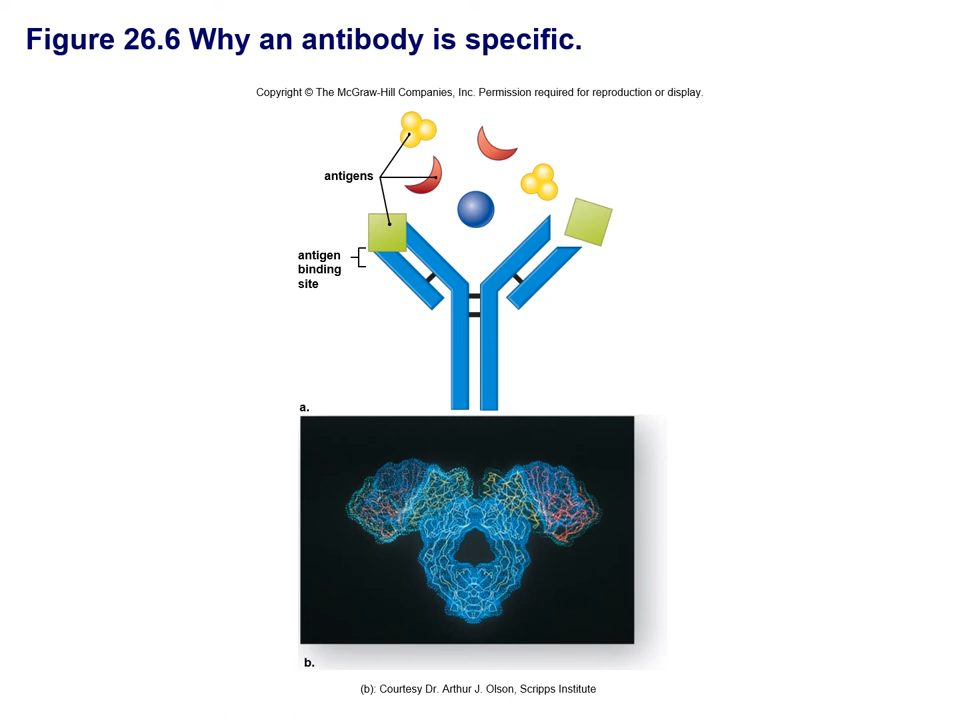 Figure 26.6 Why an antibody is specific.
Copyright © The McGraw-Hill Companies, Inc. Permission required for reproduction or display.
antigens
antigen
binding
site
a.
b.
(b): Courtesy Dr. Arthur J. Olson, Scripps Institute